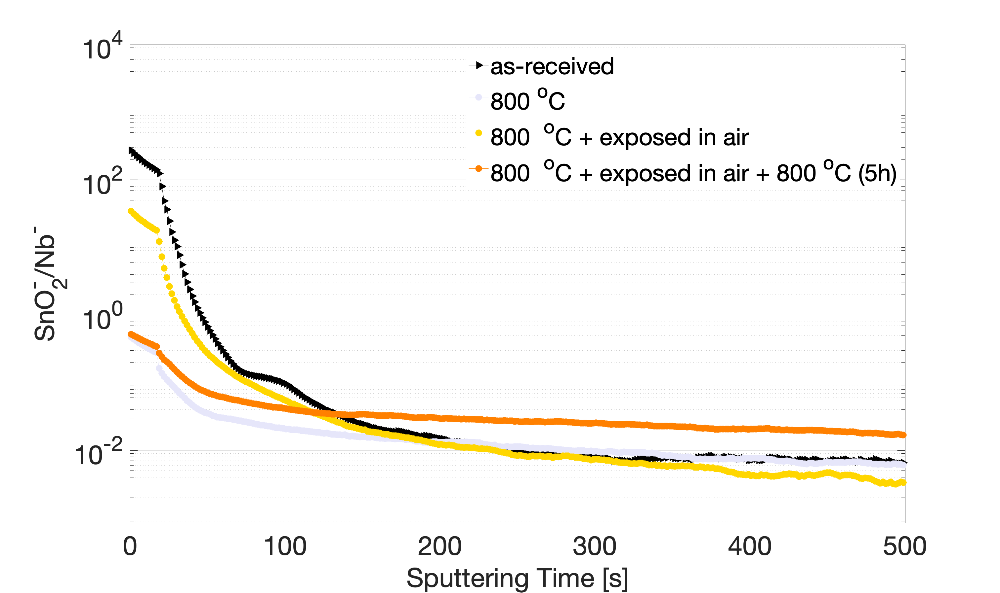 10^4
10^2
10^0
10^-2
SnO2^-/Nb^-
as-received
800 °C
800 °C + exposed in air
800 °C + exposed in air + 800 °C (5h)
0 100 200 300 400 500
Sputtering Time [s]